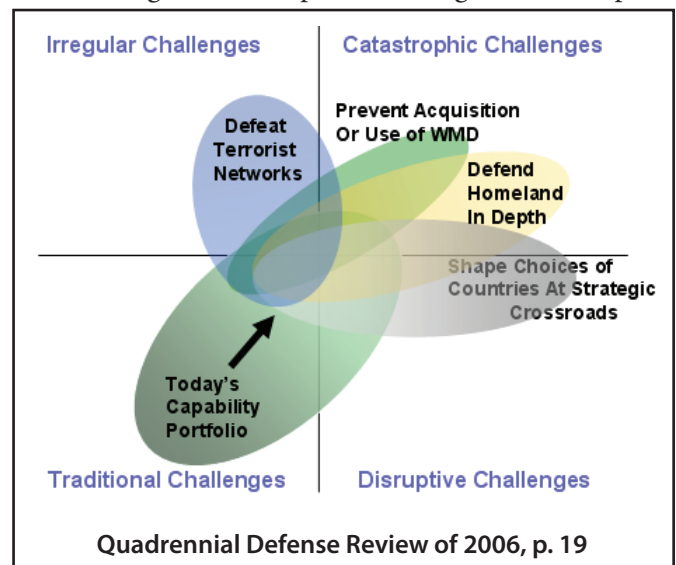 Irregular Challenges
Catastrophic Challenges
Prevent Acquisition
Or Use of WMD
Defeat
Terrorist
Networks
Defend
Homeland
In Depth
Shape Choices of
Countries At Strategic
Crossroads
Today's
Capability
Portfolio
Traditional Challenges
Disruptive Challenges
Quadrennial Defense Review of 2006, p. 19